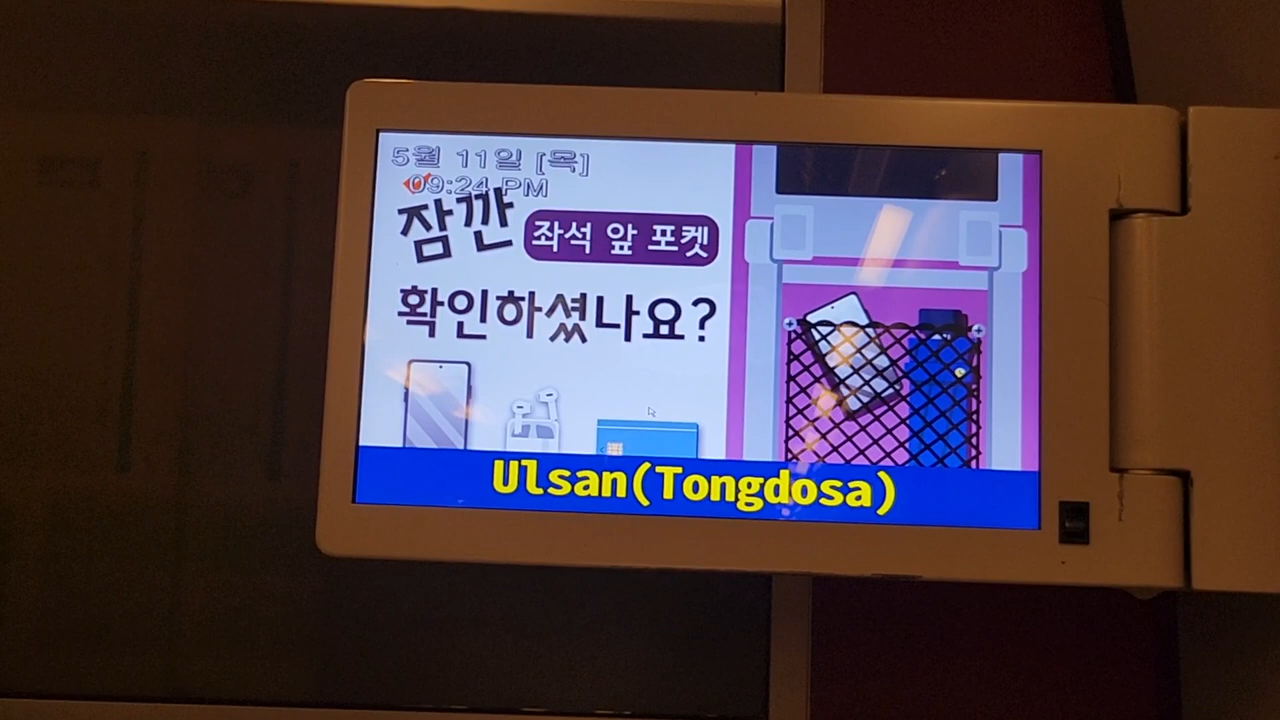 5월 11일 [목]
09:24 PM
잠깐 좌석 앞 포켓
확인하셨나요?
Ulsan(Tongdosa)